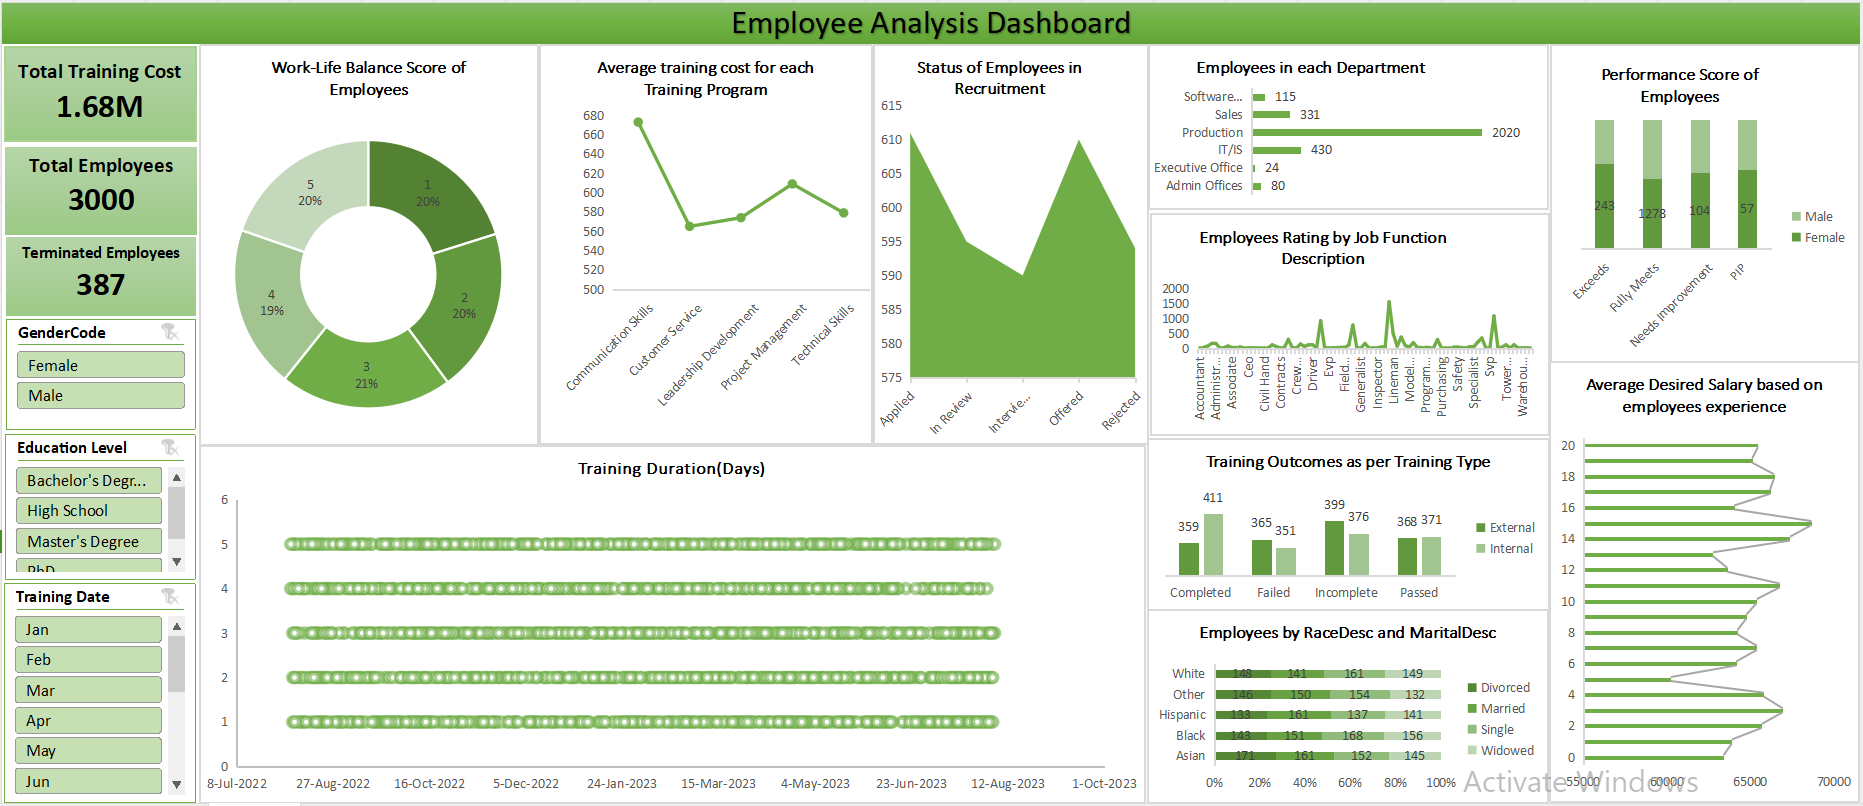 Employee Analysis Dashboard
Total Training Cost
1.68M
Total Employees
3000
Terminated Employees
387
GenderCode
Female
Male
Education Level
Bachelor's Degr...
High School
Master's Degree
PhD
Training Date
Jan
Feb
Mar
Apr
May
Jun
Work-Life Balance Score of
Employees
1
20%
2
20%
3
21%
4
19%
5
20%
Average training cost for each
Training Program
680
660
640
620
600
580
560
540
520
500
Communication Skills
Customer Service
Leadership Development
Project Management
Technical Skills
Status of Employees in
Recruitment
615
610
605
600
595
590
585
580
575
Applied
In Review
Intervie...
Offered
Rejected
Employees in each Department
Software... 115
Sales 331
Production 2020
IT/IS 430
Executive Office 24
Admin Offices 80
Employees Rating by Job Function
Description
2000
1500
1000
500
0
Accountant
Administr...
Associate
Ceo
Civil Hand
Contracts
Crew...
Driver
Evp
Field...
Generalist
Inspector
Lineman
Model...
Program...
Purchasing
Safety
Specialist
Svp
Tower...
Warehou...
Performance Score of
Employees
243
1278
104
57
Male
Female
Exceeds
Fully Meets
Needs Improvement
PIP
Training Duration(Days)
6
5
4
3
2
1
0
8-Jul-2022 27-Aug-2022 16-Oct-2022 5-Dec-2022 24-Jan-2023 15-Mar-2023 4-May-2023 23-Jun-2023 12-Aug-2023 1-Oct-2023
Training Outcomes as per Training Type
359 411 365 351 399 376 368 371
External
Internal
Completed Failed Incomplete Passed
Employees by RaceDesc and MaritalDesc
White 148 141 161 149
Other 146 150 154 132
Hispanic 133 161 137 141
Black 143 151 168 156
Asian 171 161 152 145
0% 20% 40% 60% 80% 100%
Divorced
Married
Single
Widowed
Average Desired Salary based on
employees experience
20
18
16
14
12
10
8
6
4
2
0
55000 60000 65000 70000
Activate Windows